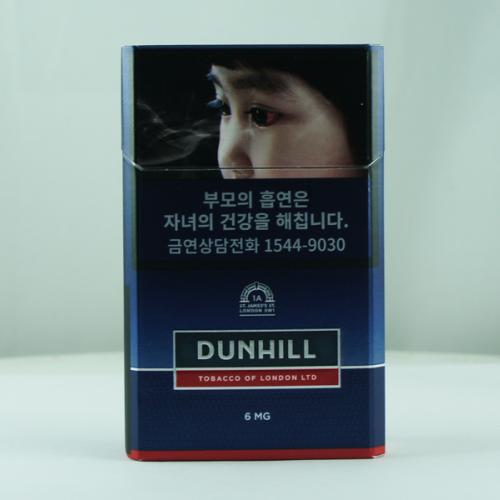 부모의 흡연은
자녀의 건강을 해칩니다.
금연상담전화 1544-9030
1A
ST. JAMES'S ST.
LONDON SW1
DUNHILL
TOBACCO OF LONDON LTD
6 MG